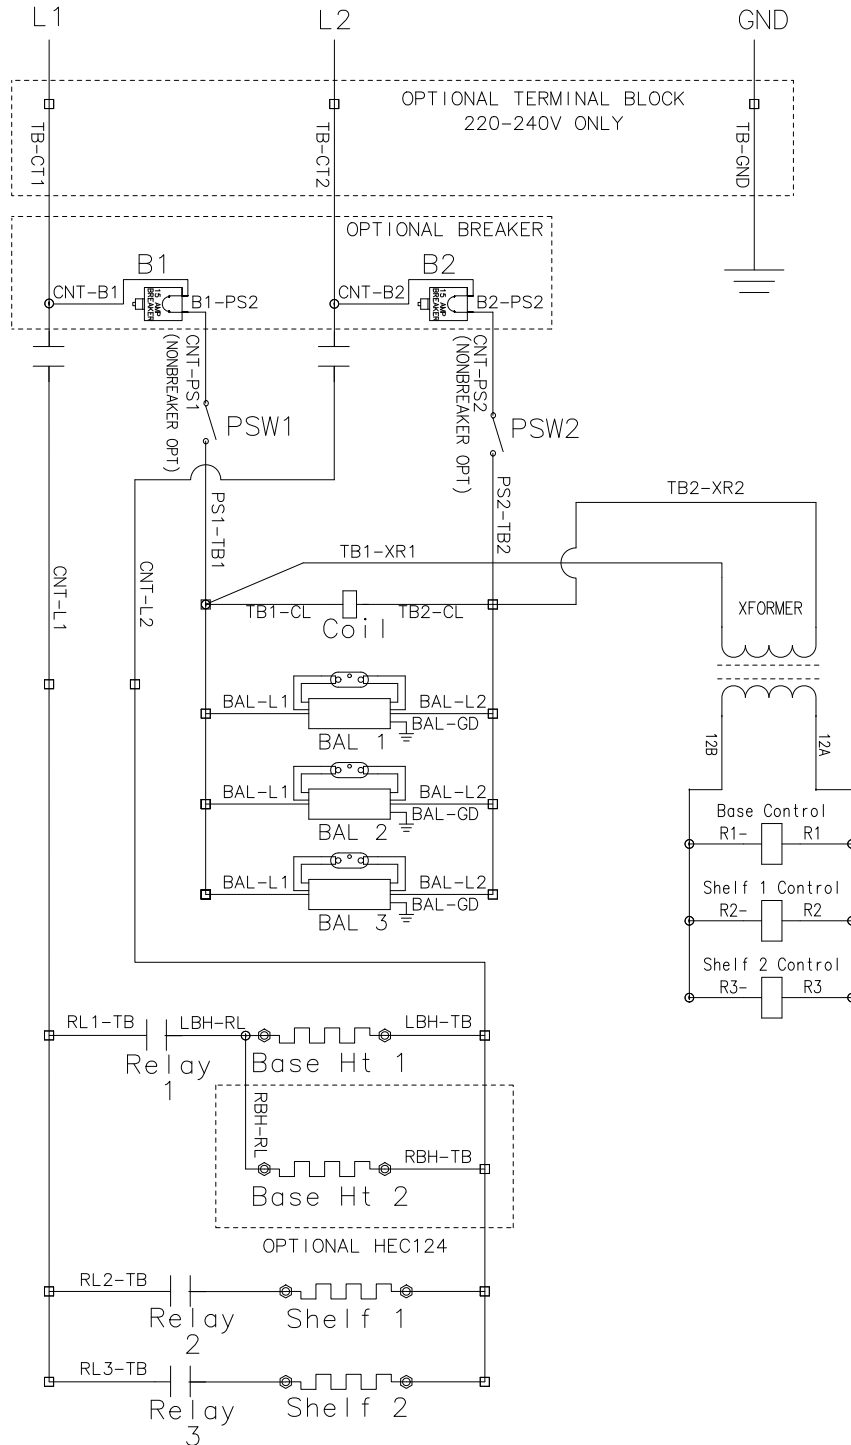 L1
L2
GND
OPTIONAL TERMINAL BLOCK
220-240V ONLY
TB-CT1
TB-CT2
TB-GND
OPTIONAL BREAKER
B1
B2
CNT-B1
15 AMP
BREAKER
B1-PS2
CNT-B2
15 AMP
BREAKER
B2-PS2
CNT-PS1
(NONBREAKER OPT)
CNT-PS2
(NONBREAKER OPT)
PSW1
PSW2
PS1-TB1
PS2-TB2
TB2-XR2
TB1-XR1
CNT-L1
CNT-L2
TB1-CL
TB2-CL
Coil
XFORMER
BAL-L1
BAL-L2
BAL-GD
BAL 1
12B
12A
BAL-L1
BAL-L2
BAL-GD
BAL 2
Base Control
R1-
R1
BAL-L1
BAL-L2
BAL-GD
BAL 3
Shelf 1 Control
R2-
R2
Shelf 2 Control
R3-
R3
RL1-TB
LBH-RL
LBH-TB
Relay
1
Base Ht 1
RBH-RL
RBH-TB
Base Ht 2
OPTIONAL HEC124
RL2-TB
Relay
2
Shelf 1
RL3-TB
Relay
3
Shelf 2